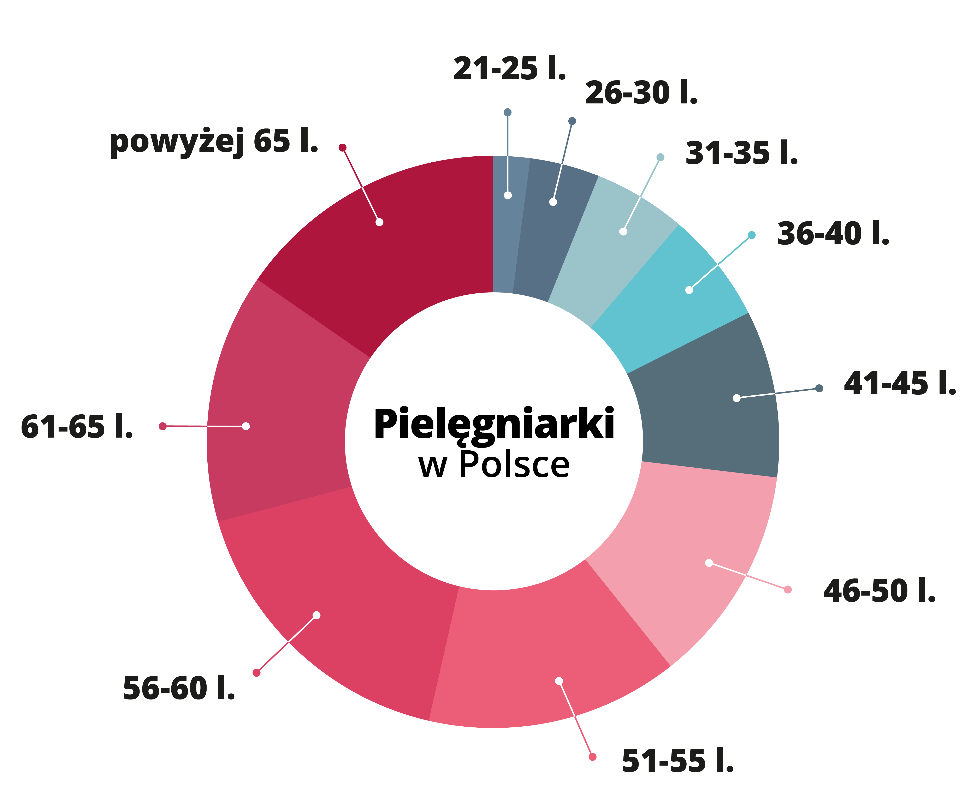 21-25 l.
26-30 l.
powyżej 65 l.
31-35 l.
36-40 l.
41-45 l.
Pielęgniarki
w Polsce
61-65 l.
46-50 l.
56-60 l.
51-55 l.